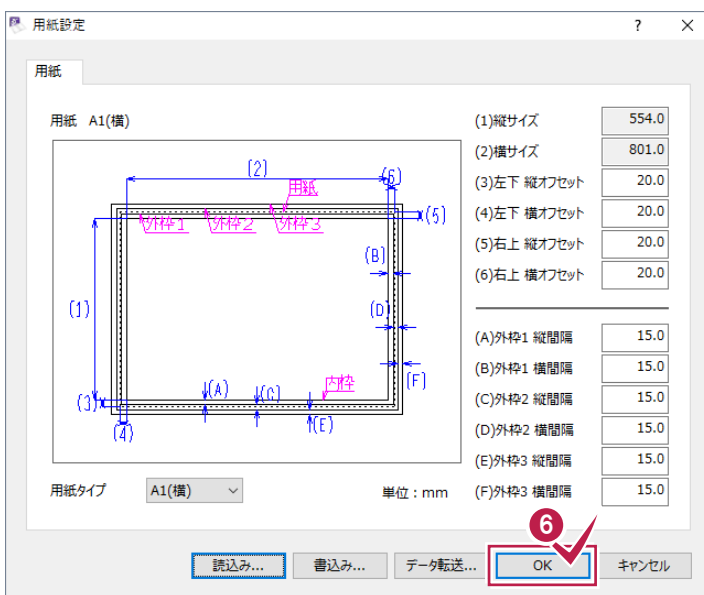 用紙設定 ? ×
用紙
用紙 A1(横)
(2)
(6)
用紙
外枠1 外枠2 外枠3
(5)
(B)
(1)
(D)
(A) (C) 内枠 (F)
(3)
(4) (E)
用紙タイプ A1(横) 単位：mm
(1)縦サイズ 554.0
(2)横サイズ 801.0
(3)左下 縦オフセット 20.0
(4)左下 横オフセット 20.0
(5)右上 縦オフセット 20.0
(6)右上 横オフセット 20.0
(A)外枠1 縦間隔 15.0
(B)外枠1 横間隔 15.0
(C)外枠2 縦間隔 15.0
(D)外枠2 横間隔 15.0
(E)外枠3 縦間隔 15.0
(F)外枠3 横間隔 15.0
6
読込み... 書込み... データ転送... OK キャンセル